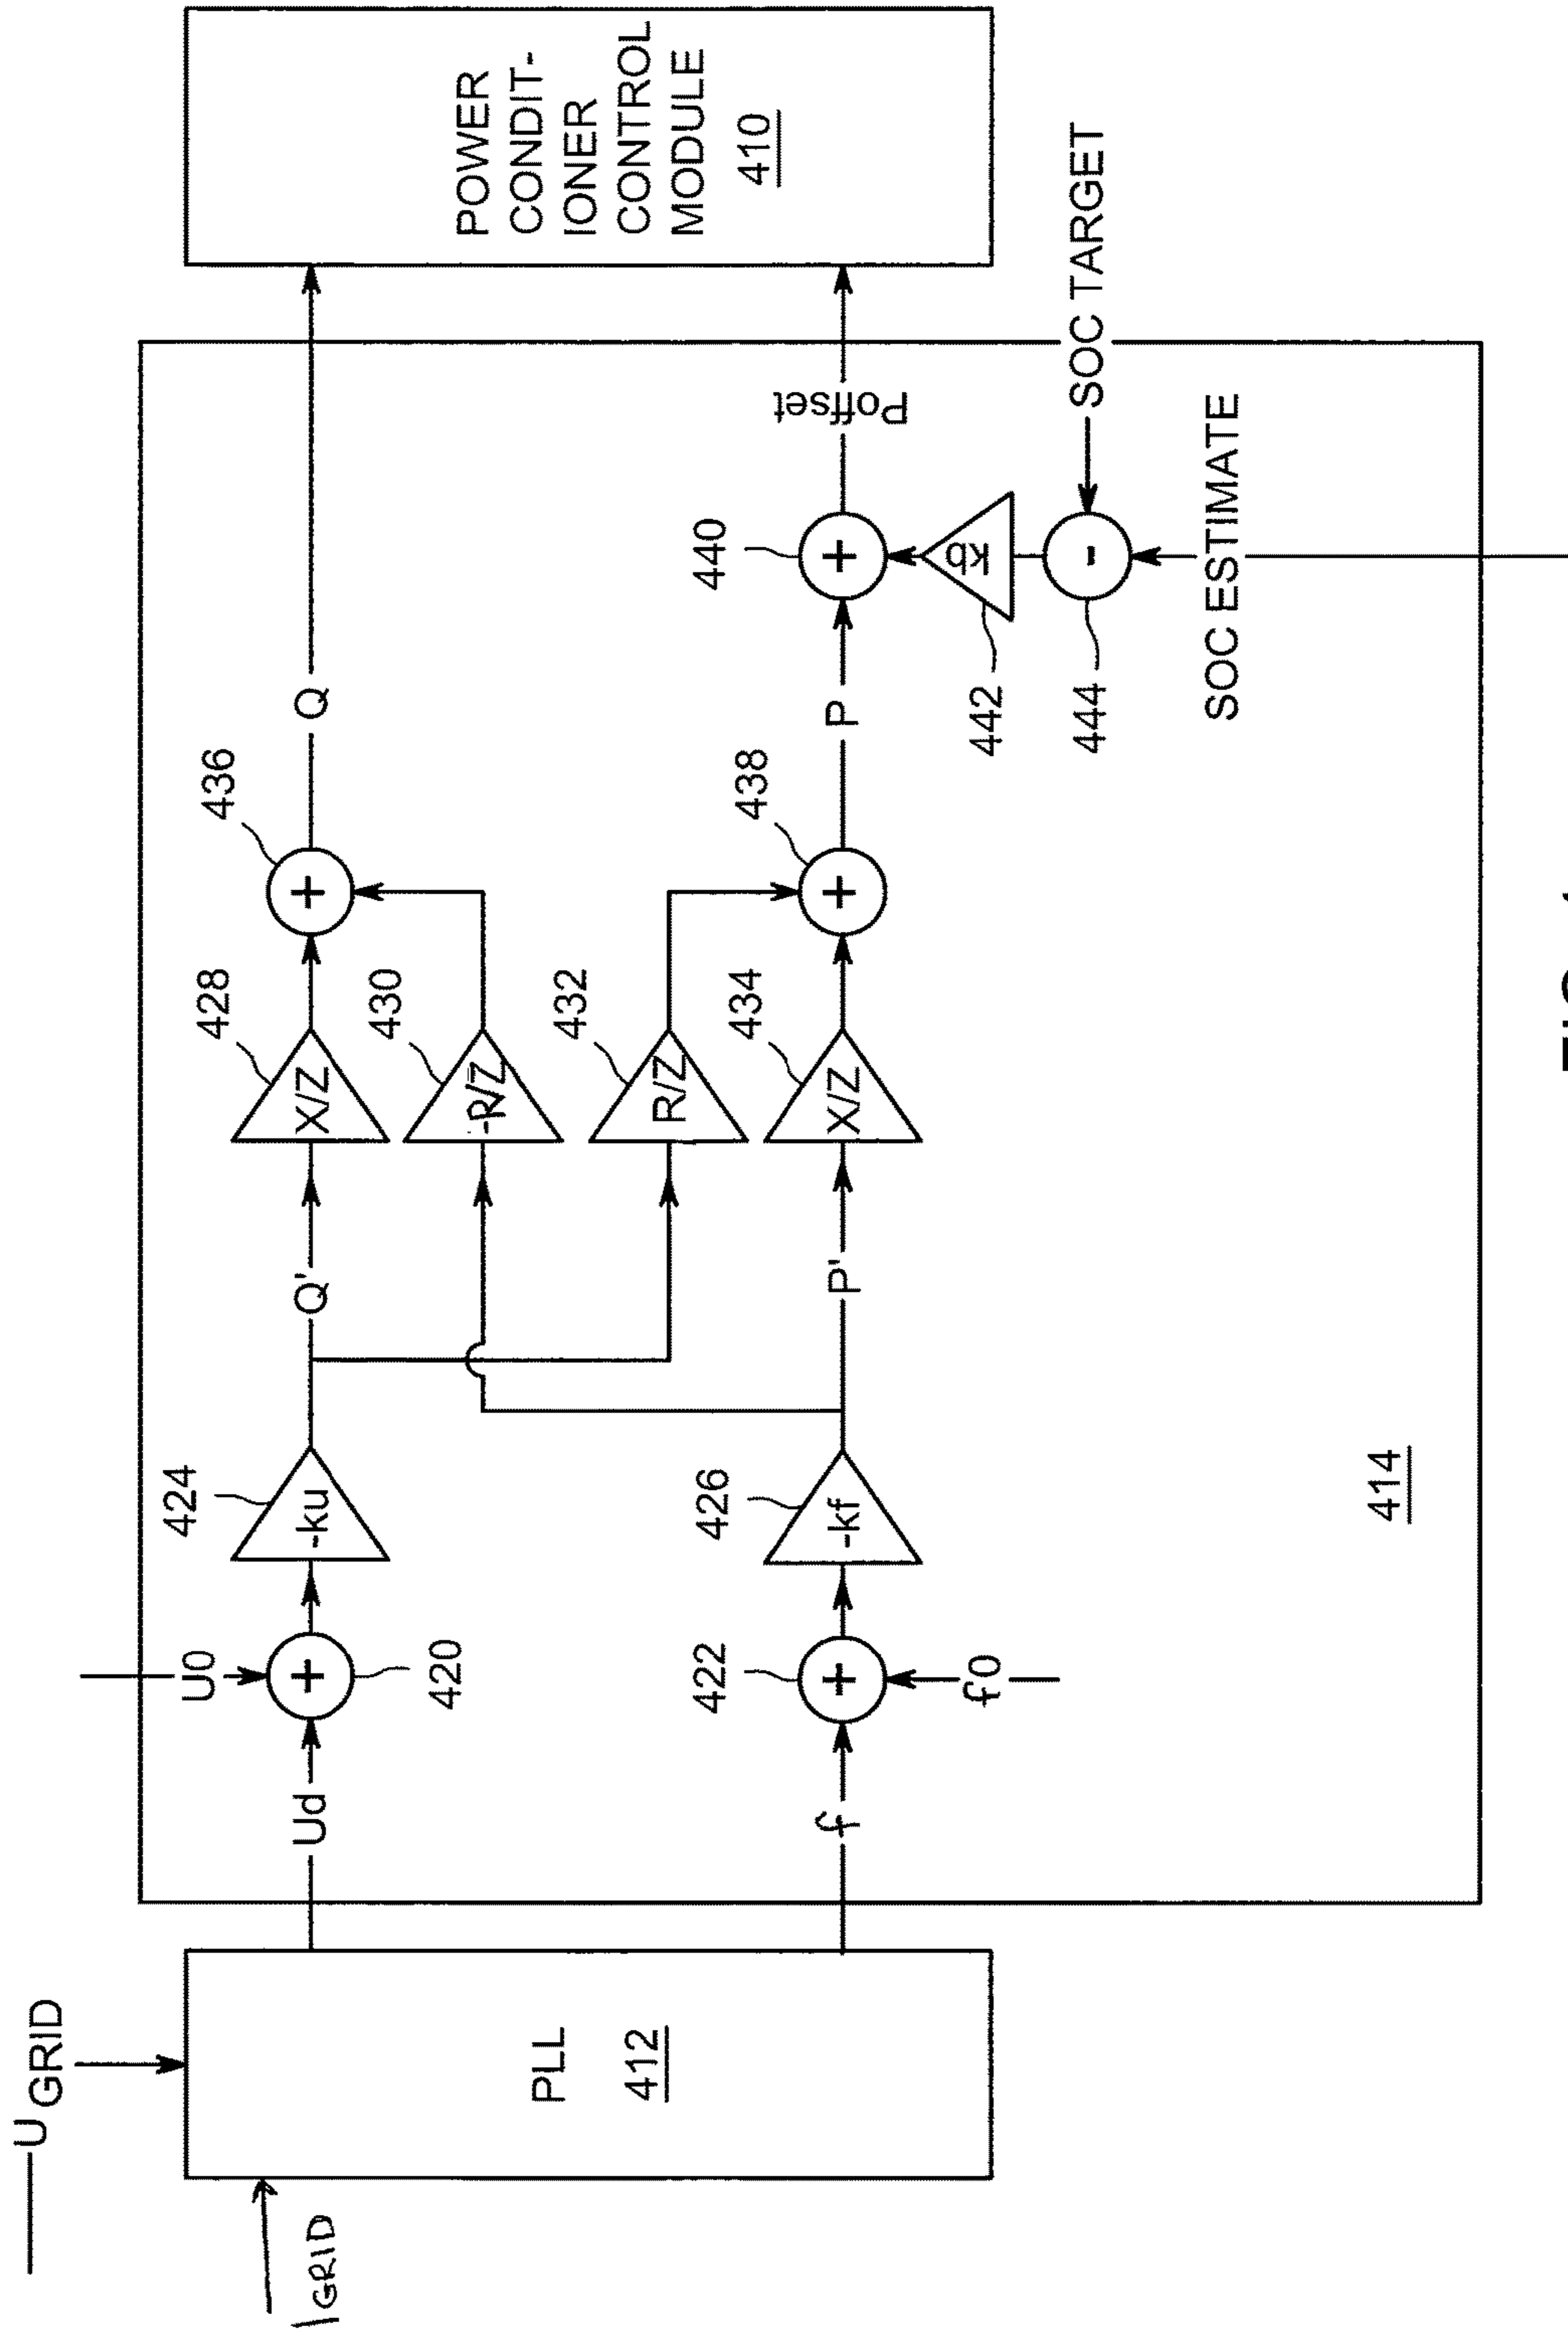 U GRID
IGRID
PLL
412
Ud
U0
420
-ku
424
Q'
X/Z
428
-R/Z
430
R/Z
432
X/Z
434
436
Q
f
f0
422
-kf
426
P'
438
P
440
Poffset
kb
442
444
+
+
+
+
+
-
SOC TARGET
SOC ESTIMATE
414
POWER
CONDIT-
IONER
CONTROL
MODULE
410